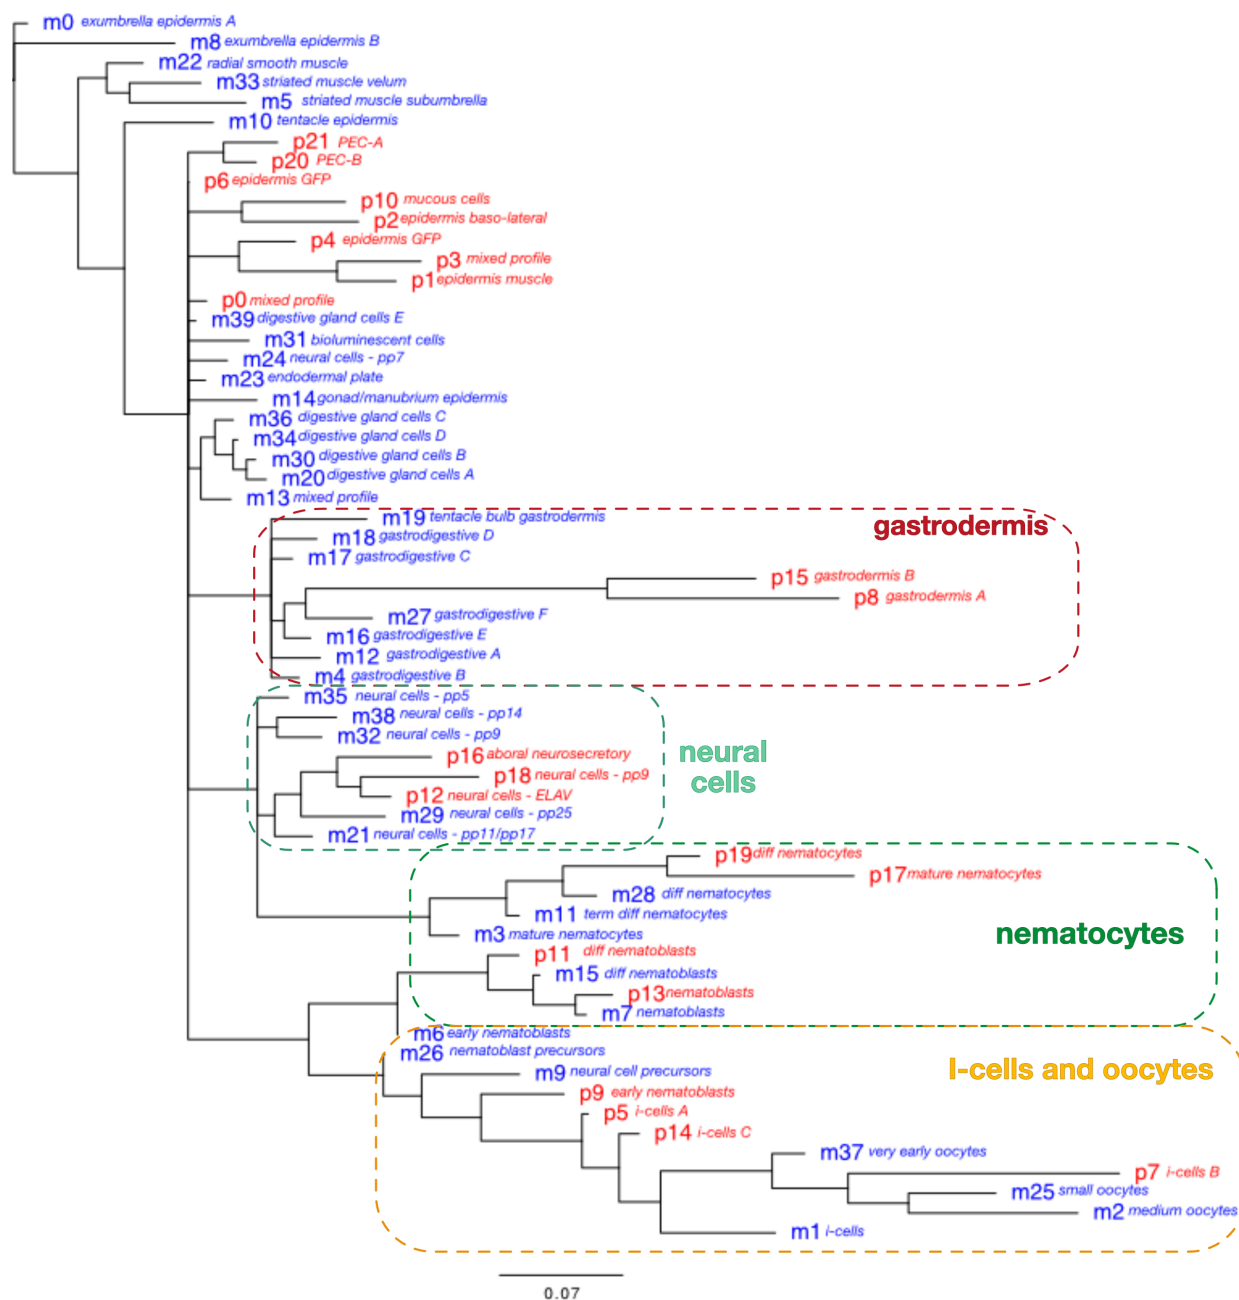 m0 exumbrella epidermis A
m8 exumbrella epidermis B
m22 radial smooth muscle
m33 striated muscle velum
m5 striated muscle subumbrella
m10 tentacle epidermis
p21 PEC-A
p20 PEC-B
p6 epidermis GFP
p10 mucous cells
p2 epidermis baso-lateral
p4 epidermis GFP
p3 mixed profile
p1 epidermis muscle
p0 mixed profile
m39 digestive gland cells E
m31 bioluminescent cells
m24 neural cells - pp7
m23 endodermal plate
m14 gonad/manubrium epidermis
m36 digestive gland cells C
m34 digestive gland cells D
m30 digestive gland cells B
m20 digestive gland cells A
m13 mixed profile
m19 tentacle bulb gastrodermis
gastrodermis
m18 gastrodigestive D
m17 gastrodigestive C
p15 gastrodermis B
p8 gastrodermis A
m27 gastrodigestive F
m16 gastrodigestive E
m12 gastrodigestive A
m4 gastrodigestive B
m35 neural cells - pp5
m38 neural cells - pp14
m32 neural cells - pp9
neural
cells
p16 aboral neurosecretory
p18 neural cells - pp9
p12 neural cells - ELAV
m29 neural cells - pp25
m21 neural cells - pp11/pp17
p19 diff nematocytes
p17 mature nematocytes
m28 diff nematocytes
m11 term diff nematocytes
m3 mature nematocytes
nematocytes
p11 diff nematoblasts
m15 diff nematoblasts
p13 nematoblasts
m7 nematoblasts
m6 early nematoblasts
m26 nematoblast precursors
I-cells and oocytes
m9 neural cell precursors
p9 early nematoblasts
p5 i-cells A
p14 i-cells C
m37 very early oocytes
p7 i-cells B
m25 small oocytes
m2 medium oocytes
m1 i-cells
0.07